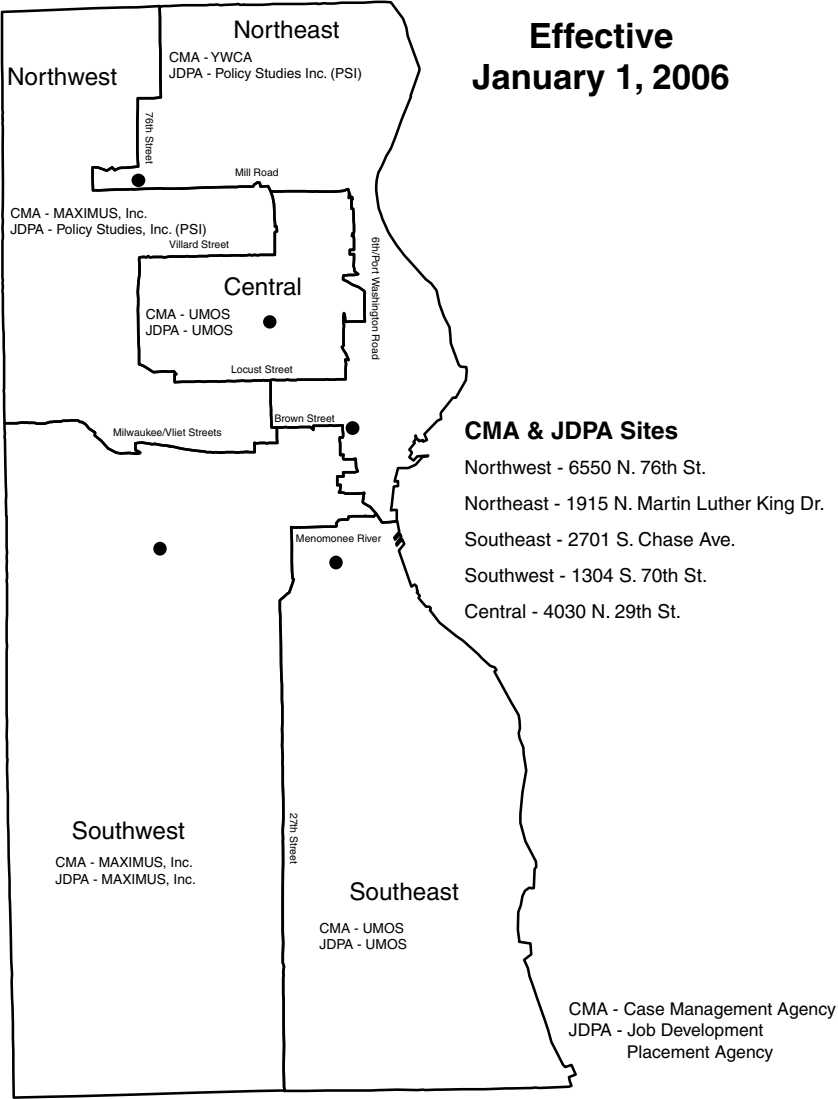 Effective
January 1, 2006
Northeast
CMA - YWCA
JDPA - Policy Studies Inc. (PSI)
Northwest
76th Street
Mill Road
CMA - MAXIMUS, Inc.
JDPA - Policy Studies, Inc. (PSI)
Villard Street
6th/Port Washington Road
Central
CMA - UMOS
JDPA - UMOS
Locust Street
Brown Street
Milwaukee/Vliet Streets
CMA & JDPA Sites
Northwest - 6550 N. 76th St.
Northeast - 1915 N. Martin Luther King Dr.
Southeast - 2701 S. Chase Ave.
Southwest - 1304 S. 70th St.
Central - 4030 N. 29th St.
Menomonee River
27th Street
Southwest
CMA - MAXIMUS, Inc.
JDPA - MAXIMUS, Inc.
Southeast
CMA - UMOS
JDPA - UMOS
CMA - Case Management Agency
JDPA - Job Development
Placement Agency